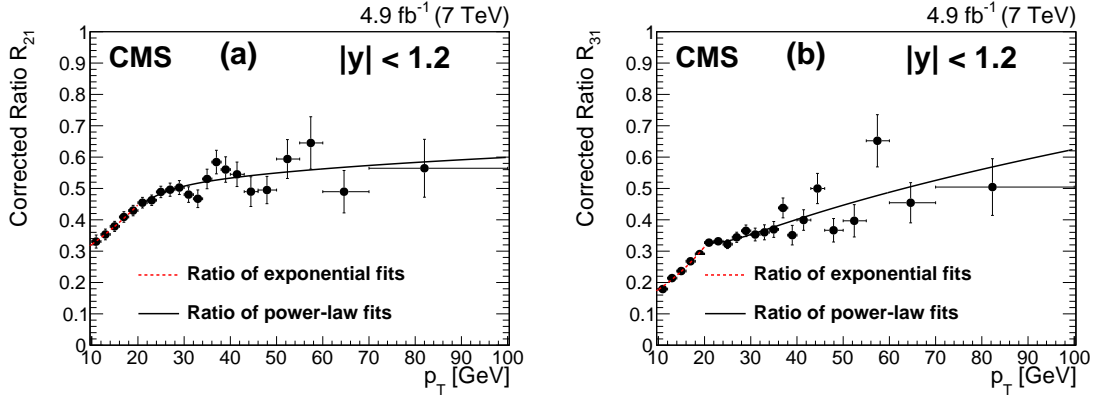 4.9 fb-1 (7 TeV)
CMS (a) |y| < 1.2
Corrected Ratio R21
1
0.9
0.8
0.7
0.6
0.5
0.4
0.3
0.2
0.1
0
Ratio of exponential fits
Ratio of power-law fits
10 20 30 40 50 60 70 80 90 100
pT [GeV]
4.9 fb-1 (7 TeV)
CMS (b) |y| < 1.2
Corrected Ratio R31
1
0.9
0.8
0.7
0.6
0.5
0.4
0.3
0.2
0.1
0
Ratio of exponential fits
Ratio of power-law fits
10 20 30 40 50 60 70 80 90 100
pT [GeV]